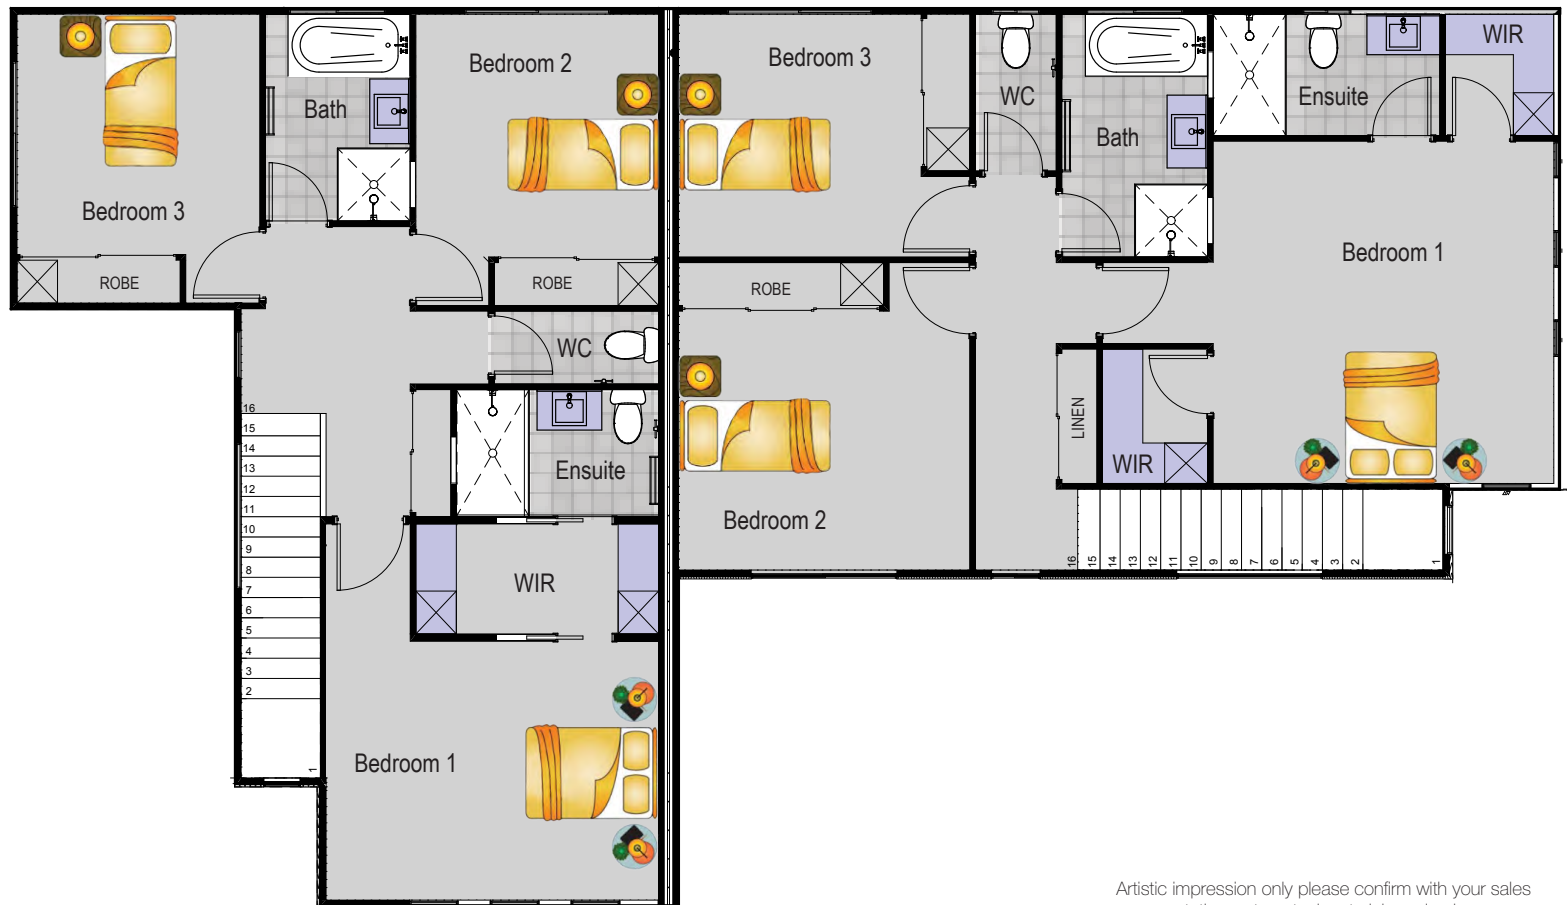 Bedroom 3
Bath
Bedroom 2
ROBE
ROBE
WC
Ensuite
WIR
Bedroom 1
16
15
14
13
12
11
10
9
8
7
6
5
4
3
2
1
Bedroom 3
WC
Bath
Ensuite
WIR
Bedroom 1
ROBE
Bedroom 2
LINEN
WIR
16
15
14
13
12
11
10
9
8
7
6
5
4
3
2
1
Artistic impression only please confirm with your sales